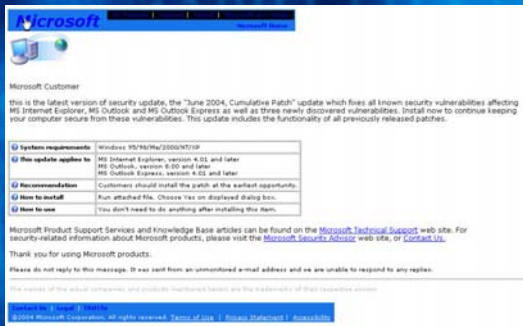 Microsoft
Microsoft Home
Microsoft Customer
this is the latest version of security update, the "June 2004, Cumulative Patch" update which fixes all known security vulnerabilities affecting
MS Internet Explorer, MS Outlook and MS Outlook Express as well as three newly discovered vulnerabilities. Install now to continue keeping
your computer secure from these vulnerabilities. This update includes the functionality of all previously released patches.
System requirements Windows 95/98/Me/2000/NT/XP
This update applies to MS Internet Explorer, version 4.01 and later
MS Outlook, version 8.00 and later
MS Outlook Express, version 4.01 and later
Recommendation Customers should install the patch at the earliest opportunity.
How to install Run attached file. Choose Yes on displayed dialog box.
How to use You don't need to do anything after installing this item.
Microsoft Product Support Services and Knowledge Base articles can be found on the Microsoft Technical Support web site. For
security-related information about Microsoft products, please visit the Microsoft Security Advisor web site, or Contact Us.
Thank you for using Microsoft products.
Please do not reply to this message. It was sent from an unmonitored e-mail address and we are unable to respond to any replies.
The names of the actual companies and products mentioned herein are the trademarks of their respective owners.
Contact Us | Legal |
©2004 Microsoft Corporation. All rights reserved. Terms of Use | Privacy Statement | Accessibility